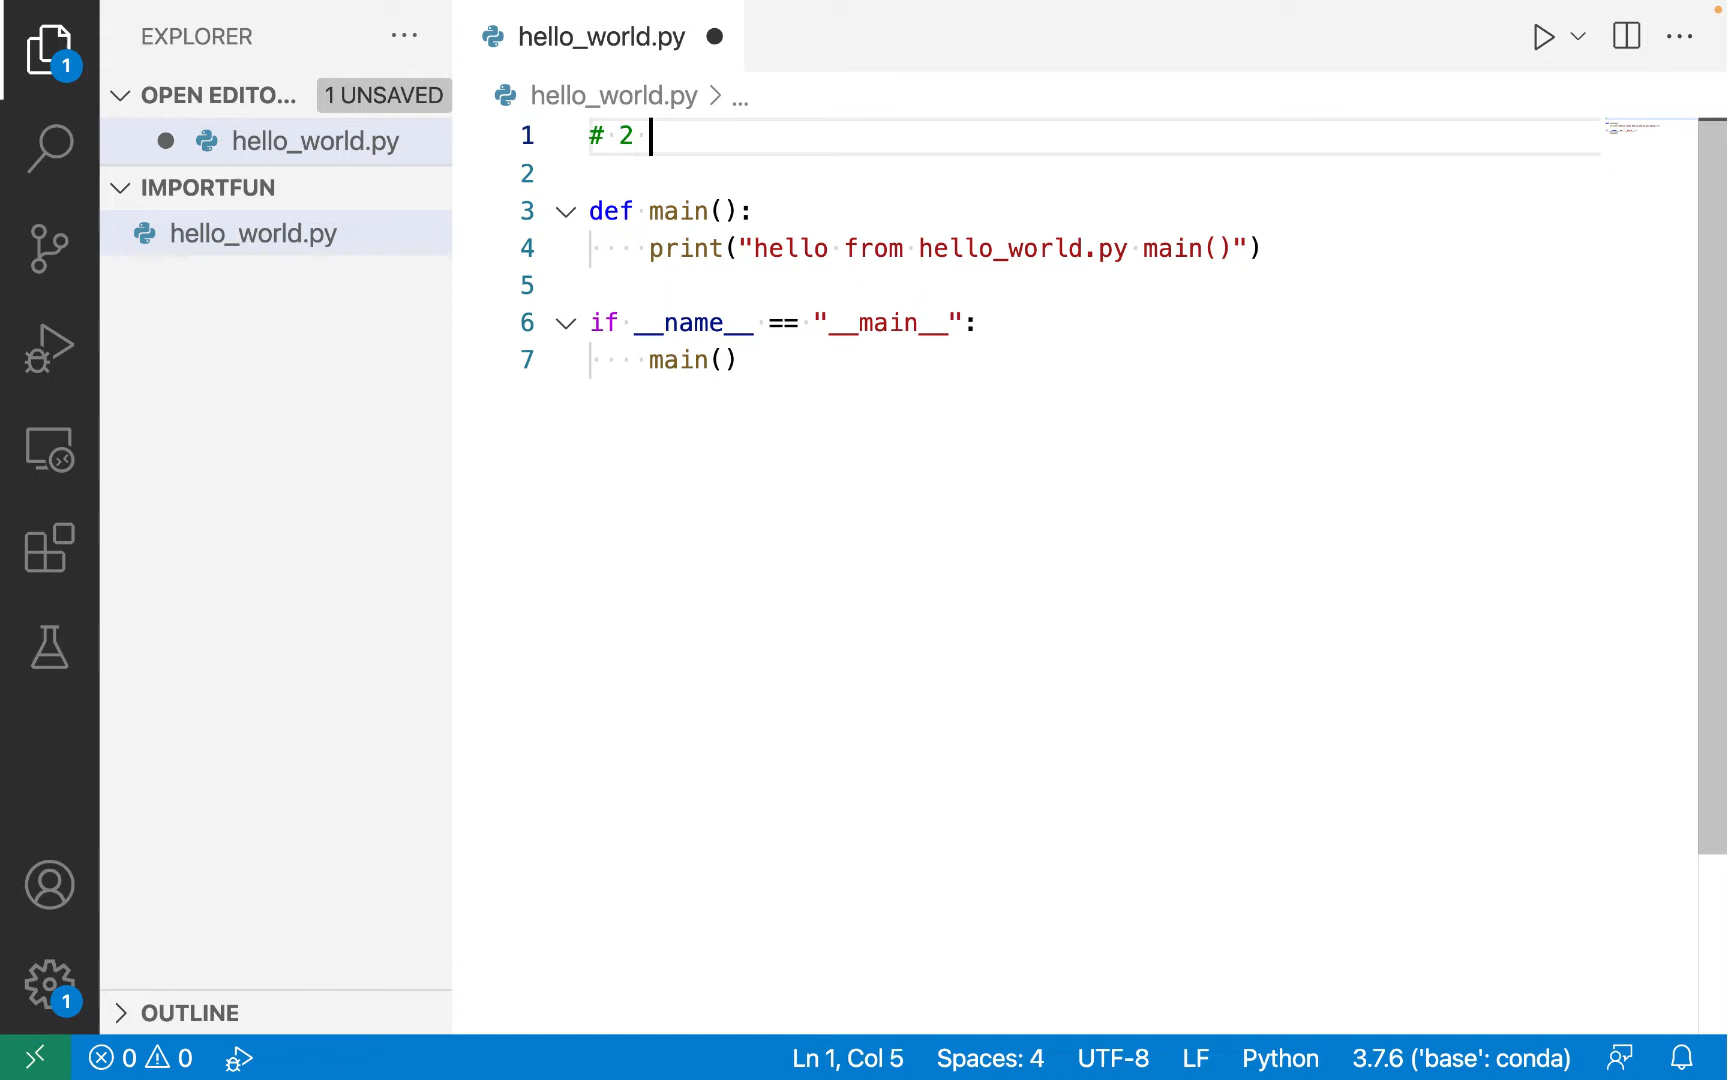 EXPLORER ···
1
OPEN EDITO... 1 UNSAVED
hello_world.py
IMPORTFUN
hello_world.py
OUTLINE
1
hello_world.py
hello_world.py > ...
1 # 2
2
3 def main():
4 print("hello from hello_world.py main()")
5
6 if __name__ == "__main__":
7 main()
0 0 Ln 1, Col 5 Spaces: 4 UTF-8 LF Python 3.7.6 ('base': conda)